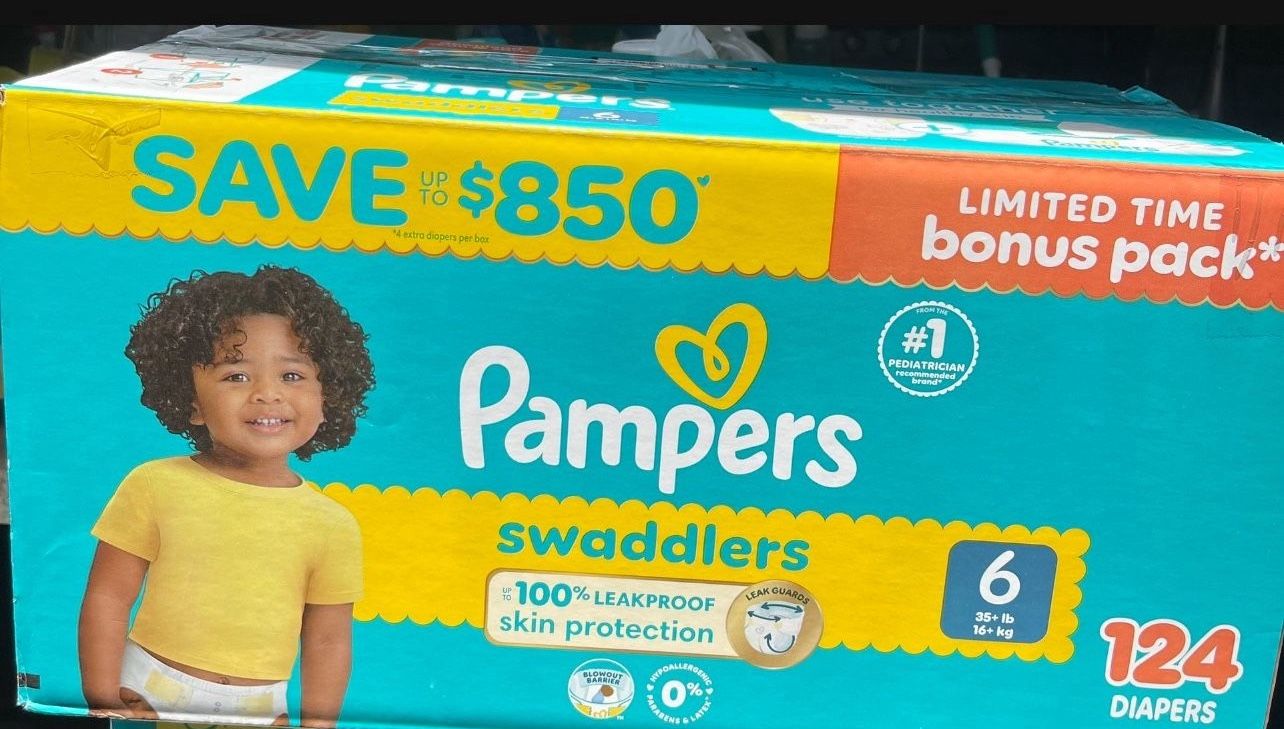 Pampers
6
SAVE UP TO $850
*4 extra diapers per box
LIMITED TIME
bonus pack*
FROM THE
#1
PEDIATRICIAN
recommended
brand*
Pampers
swaddlers
UP TO 100% LEAKPROOF
skin protection
LEAK GUARDS
6
35+ lb
16+ kg
BLOWOUT
BARRIER
HYPOALLERGENIC
0%
PARABENS & LATEX*
124
DIAPERS